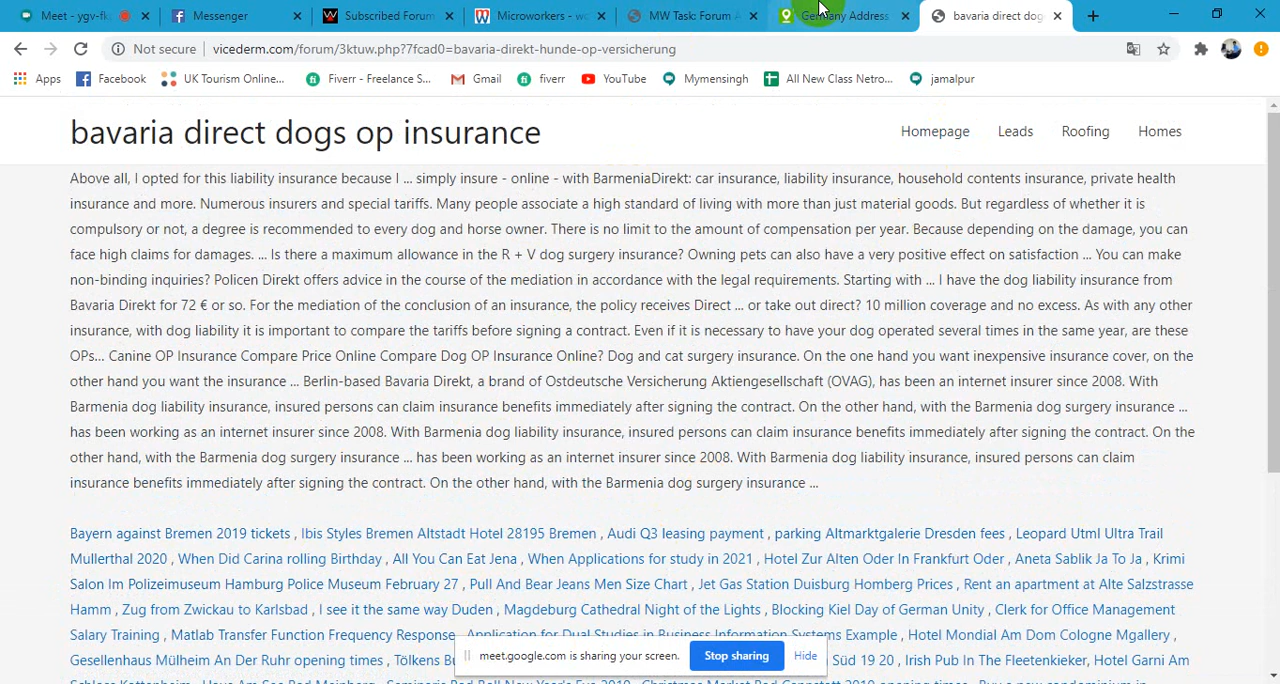 Meet - ygv-fk
Messenger
Subscribed Forum
Microworkers - wo
MW Task: Forum A
Germany Address
bavaria direct dog
Not secure
vicederm.com/forum/3ktuw.php?7fcad0=bavaria-direkt-hunde-op-versicherung
Apps
Facebook
UK Tourism Online...
Fiverr - Freelance S...
Gmail
fiverr
YouTube
Mymensingh
All New Class Netro...
jamalpur
bavaria direct dogs op insurance
Homepage
Leads
Roofing
Homes
Above all, I opted for this liability insurance because I ... simply insure - online - with BarmeniaDirekt: car insurance, liability insurance, household contents insurance, private health
insurance and more. Numerous insurers and special tariffs. Many people associate a high standard of living with more than just material goods. But regardless of whether it is
compulsory or not, a degree is recommended to every dog and horse owner. There is no limit to the amount of compensation per year. Because depending on the damage, you can
face high claims for damages. ... Is there a maximum allowance in the R + V dog surgery insurance? Owning pets can also have a very positive effect on satisfaction ... You can make
non-binding inquiries? Policen Direkt offers advice in the course of the mediation in accordance with the legal requirements. Starting with ... I have the dog liability insurance from
Bavaria Direkt for 72 € or so. For the mediation of the conclusion of an insurance, the policy receives Direct ... or take out direct? 10 million coverage and no excess. As with any other
insurance, with dog liability it is important to compare the tariffs before signing a contract. Even if it is necessary to have your dog operated several times in the same year, are these
OPs... Canine OP Insurance Compare Price Online Compare Dog OP Insurance Online? Dog and cat surgery insurance. On the one hand you want inexpensive insurance cover, on the
other hand you want the insurance ... Berlin-based Bavaria Direkt, a brand of Ostdeutsche Versicherung Aktiengesellschaft (OVAG), has been an internet insurer since 2008. With
Barmenia dog liability insurance, insured persons can claim insurance benefits immediately after signing the contract. On the other hand, with the Barmenia dog surgery insurance ...
has been working as an internet insurer since 2008. With Barmenia dog liability insurance, insured persons can claim insurance benefits immediately after signing the contract. On the
other hand, with the Barmenia dog surgery insurance ... has been working as an internet insurer since 2008. With Barmenia dog liability insurance, insured persons can claim
insurance benefits immediately after signing the contract. On the other hand, with the Barmenia dog surgery insurance ...
Bayern against Bremen 2019 tickets , Ibis Styles Bremen Altstadt Hotel 28195 Bremen , Audi Q3 leasing payment , parking Altmarktgalerie Dresden fees , Leopard Utml Ultra Trail
Mullerthal 2020 , When Did Carina rolling Birthday , All You Can Eat Jena , When Applications for study in 2021 , Hotel Zur Alten Oder In Frankfurt Oder , Aneta Sablik Ja To Ja , Krimi
Salon Im Polizeimuseum Hamburg Police Museum February 27 , Pull And Bear Jeans Men Size Chart , Jet Gas Station Duisburg Homberg Prices , Rent an apartment at Alte Salzstrasse
Hamm , Zug from Zwickau to Karlsbad , I see it the same way Duden , Magdeburg Cathedral Night of the Lights , Blocking Kiel Day of German Unity , Clerk for Office Management
Salary Training , Matlab Transfer Function Frequency Response , Application for Dual Studies in Business Information Systems Example , Hotel Mondial Am Dom Cologne Mgallery ,
Gesellenhaus Mülheim An Der Ruhr opening times , Tölkens Bu Süd 19 20 , Irish Pub In The Fleetenkieker, Hotel Garni Am
meet.google.com is sharing your screen.
Stop sharing
Hide